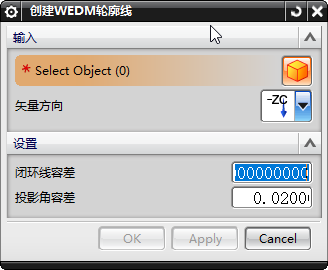 创建WEDM轮廓线
输入
* Select Object (0)
矢量方向
-ZC
设置
闭环线容差
00000000
投影角容差 0.0200
OK Apply Cancel